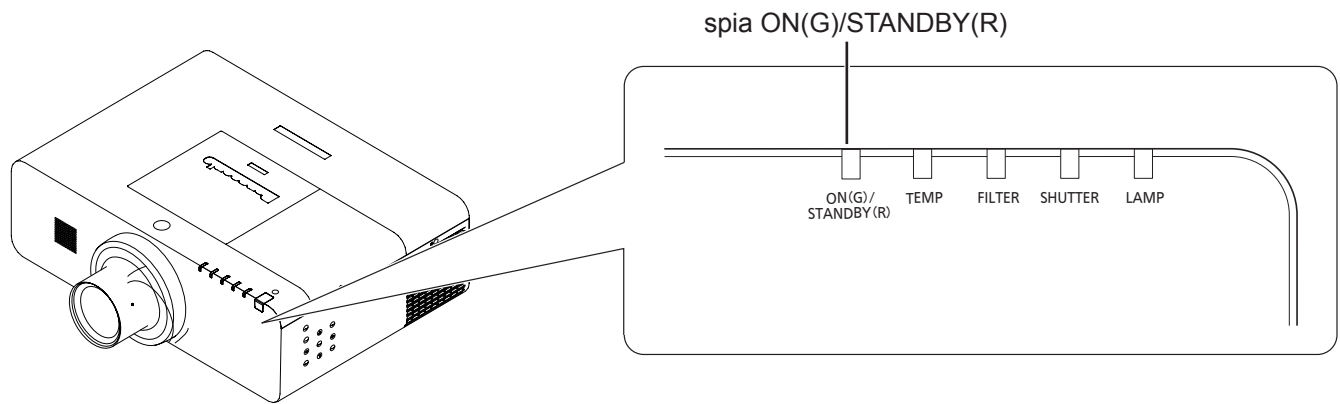 spia ON(G)/STANDBY(R)
ON(G)/
STANDBY(R)
TEMP
FILTER
SHUTTER
LAMP